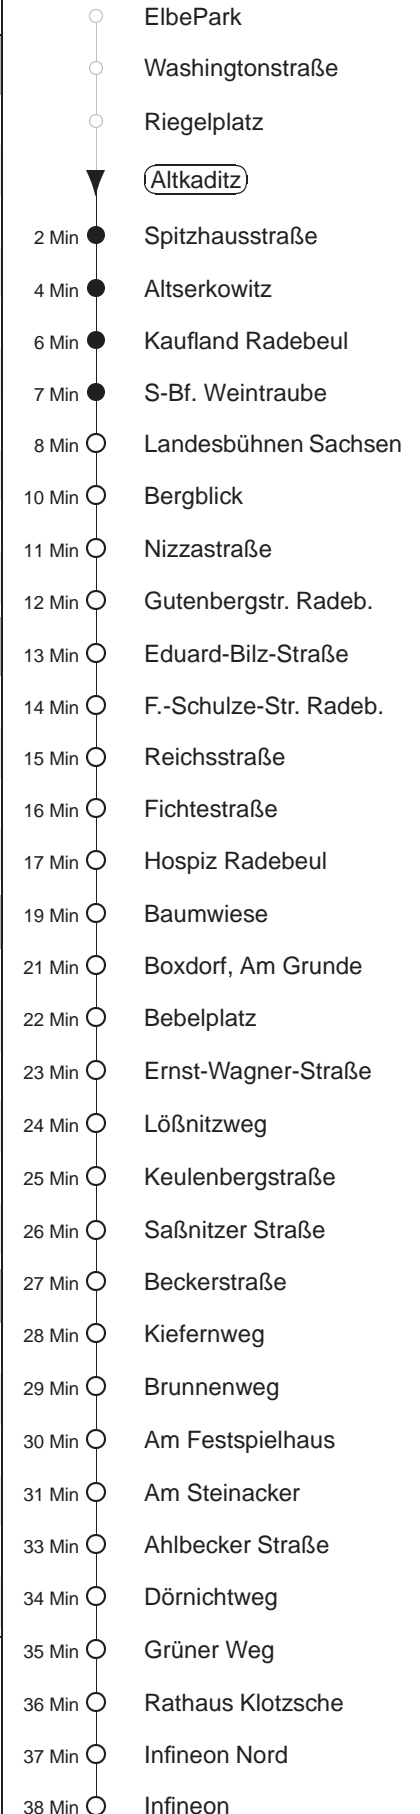 ElbePark
Washingtonstraße
Riegelplatz
Altkaditz
2 Min Spitzhausstraße
4 Min Altserkowitz
6 Min Kaufland Radebeul
7 Min S-Bf. Weintraube
8 Min Landesbühnen Sachsen
10 Min Bergblick
11 Min Nizzastraße
12 Min Gutenbergstr. Radeb.
13 Min Eduard-Bilz-Straße
14 Min F.-Schulze-Str. Radeb.
15 Min Reichsstraße
16 Min Fichtestraße
17 Min Hospiz Radebeul
19 Min Baumwiese
21 Min Boxdorf, Am Grunde
22 Min Bebelplatz
23 Min Ernst-Wagner-Straße
24 Min Lößnitzweg
25 Min Keulenbergstraße
26 Min Saßnitzer Straße
27 Min Beckerstraße
28 Min Kiefernweg
29 Min Brunnenweg
30 Min Am Festspielhaus
31 Min Am Steinacker
33 Min Ahlbecker Straße
34 Min Dörnichtweg
35 Min Grüner Weg
36 Min Rathaus Klotzsche
37 Min Infineon Nord
38 Min Infineon